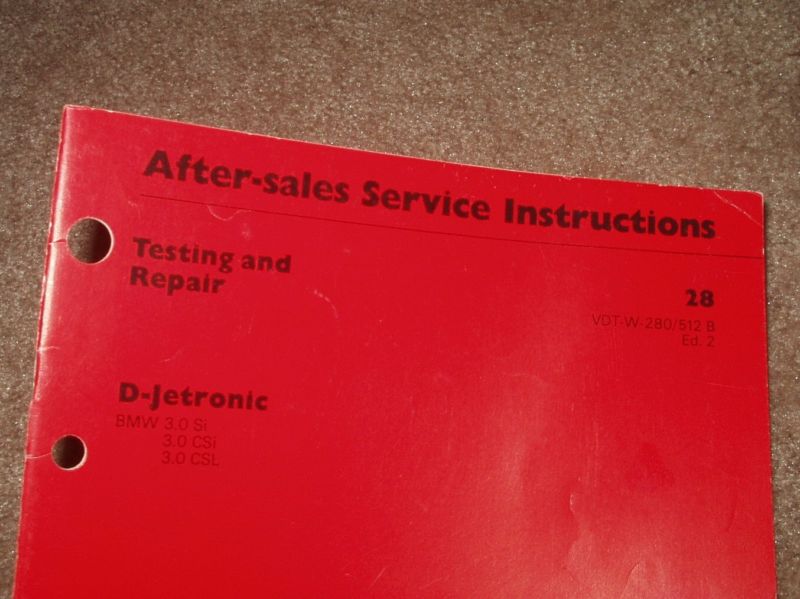 After-sales Service Instructions
Testing and
Repair
28
VDT-W-280/512 B
Ed. 2
D-Jetronic
BMW 3.0 Si
3.0 CSi
3.0 CSL